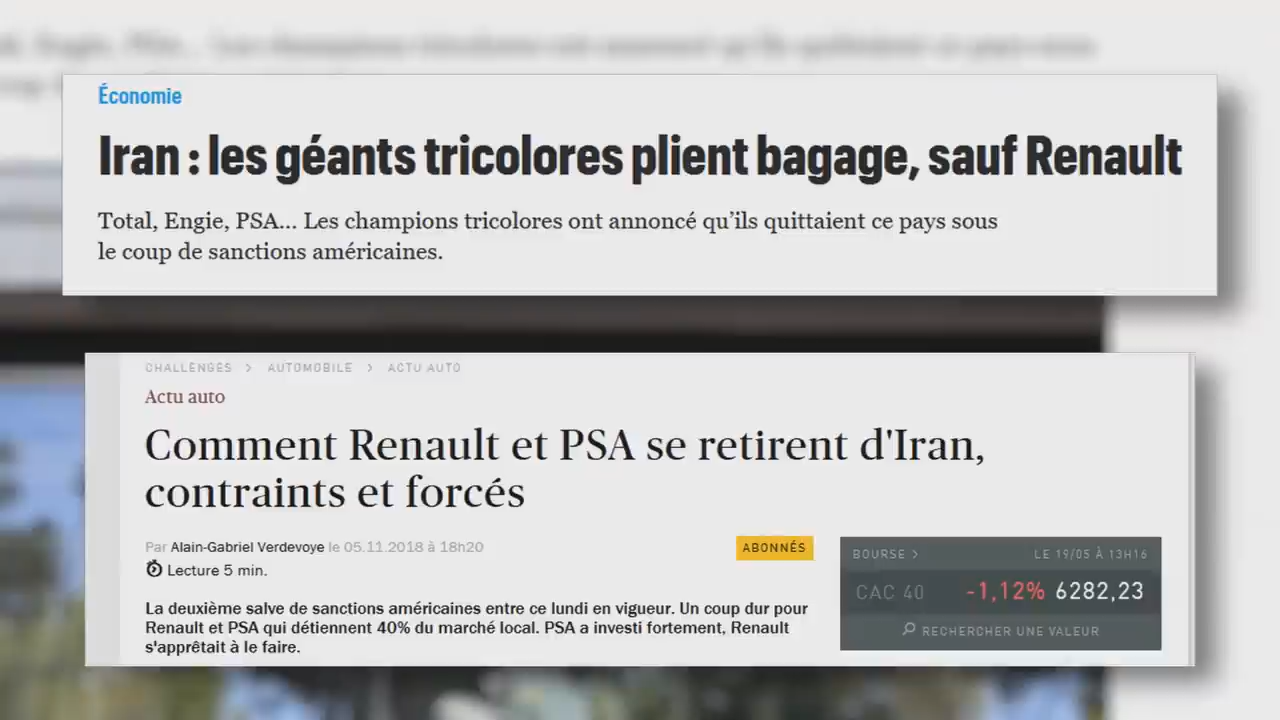 Économie
Iran : les géants tricolores plient bagage, sauf Renault
Total, Engie, PSA... Les champions tricolores ont annoncé qu’ils quittaient ce pays sous
le coup de sanctions américaines.
CHALLENGES > AUTOMOBILE > ACTU AUTO
Actu auto
Comment Renault et PSA se retirent d'Iran,
contraints et forcés
Par Alain-Gabriel Verdevoye le 05.11.2018 à 18h20
ABONNÉS
Lecture 5 min.
La deuxième salve de sanctions américaines entre ce lundi en vigueur. Un coup dur pour
Renault et PSA qui détiennent 40% du marché local. PSA a investi fortement, Renault
s'apprêtait à le faire.
BOURSE > LE 19/05 À 13H16
CAC 40 -1,12% 6282,23
RECHERCHER UNE VALEUR